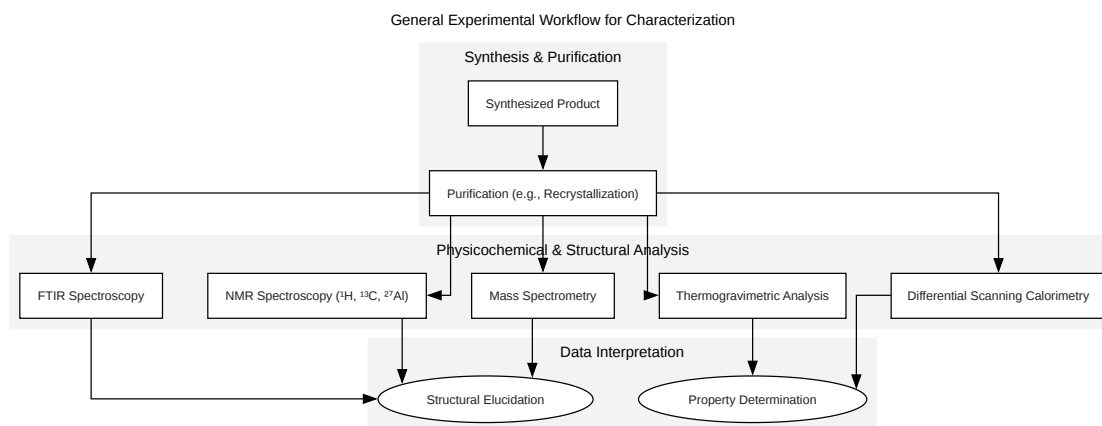 General Experimental Workflow for Characterization
Synthesis & Purification
Synthesized Product
Purification (e.g., Recrystallization)
Physicochemical & Structural Analysis
FTIR Spectroscopy
NMR Spectroscopy (¹H, ¹³C, ²⁷Al)
Mass Spectrometry
Thermogravimetric Analysis
Differential Scanning Calorimetry
Data Interpretation
Structural Elucidation
Property Determination